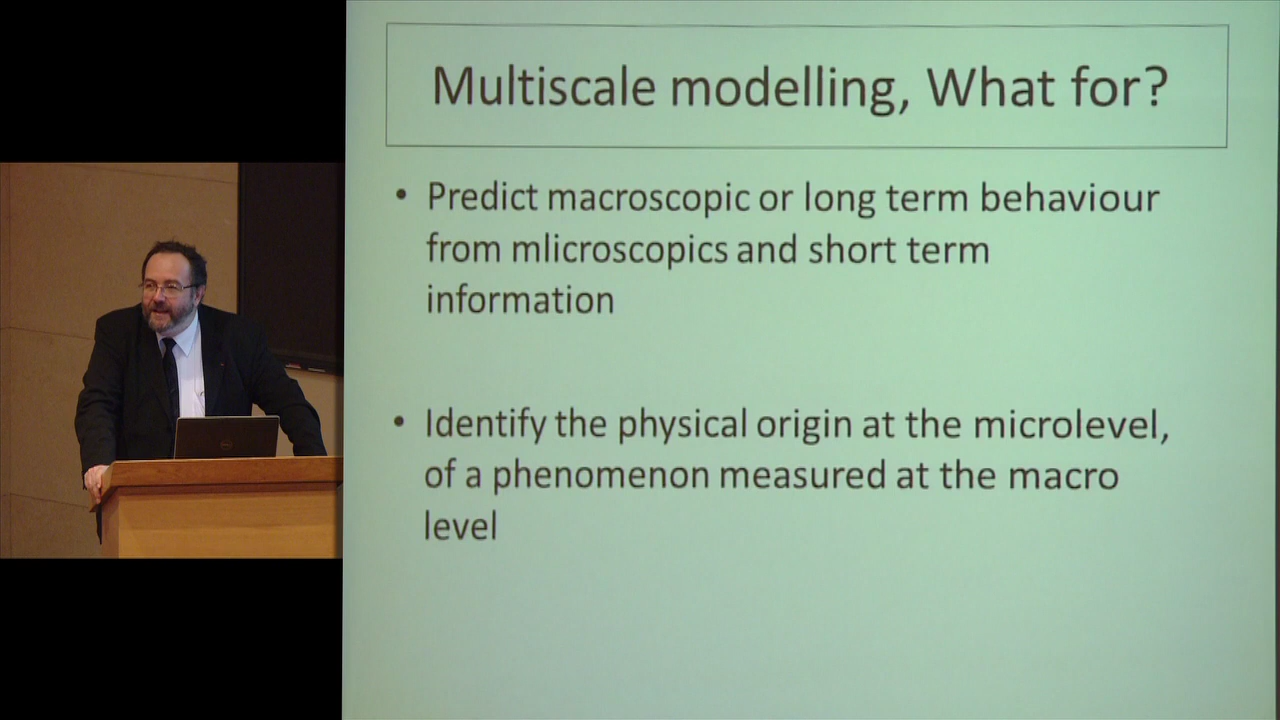 Multiscale modelling, What for?
• Predict macroscopic or long term behaviour
from mlicroscopics and short term
information
• Identify the physical origin at the microlevel,
of a phenomenon measured at the macro
level